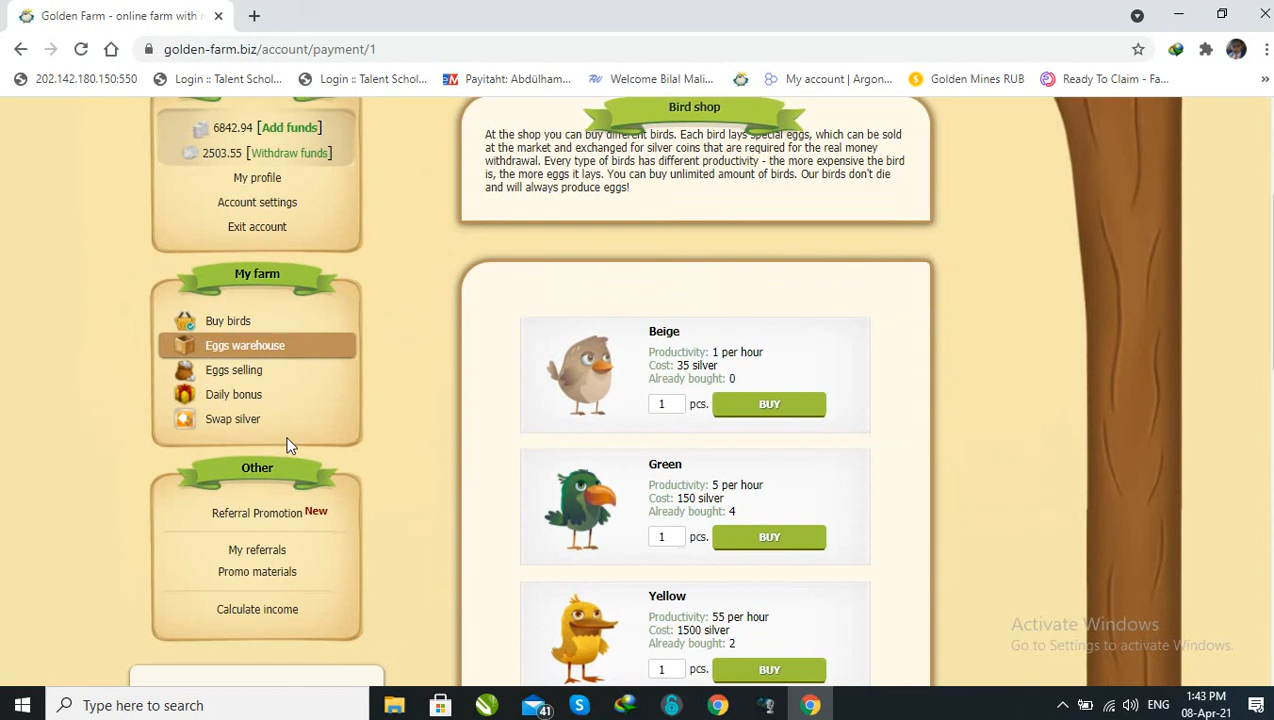 Golden Farm - online farm with r
golden-farm.biz/account/payment/1
202.142.180.150:550
Login :: Talent Schol...
Login :: Talent Schol...
Payitaht: Abdülham...
Welcome Bilal Mali...
My account | Argon...
Golden Mines RUB
Ready To Claim - Fa...
6842.94 [Add funds]
2503.55 [Withdraw funds]
My profile
Account settings
Exit account
My farm
Buy birds
Eggs warehouse
Eggs selling
Daily bonus
Swap silver
Other
Referral Promotion New
My referrals
Promo materials
Calculate income
Bird shop
At the shop you can buy different birds. Each bird lays special eggs, which can be sold
at the market and exchanged for silver coins that are required for the real money
withdrawal. Every type of birds has different productivity - the more expensive the bird
is, the more eggs it lays. You can buy unlimited amount of birds. Our birds don't die
and will always produce eggs!
Beige
Productivity: 1 per hour
Cost: 35 silver
Already bought: 0
1 pcs. BUY
Green
Productivity: 5 per hour
Cost: 150 silver
Already bought: 4
1 pcs. BUY
Yellow
Productivity: 55 per hour
Cost: 1500 silver
Already bought: 2
1 pcs. BUY
Activate Windows
Go to Settings to activate Windows.
Type here to search
41
ENG
1:43 PM
08-Apr-21